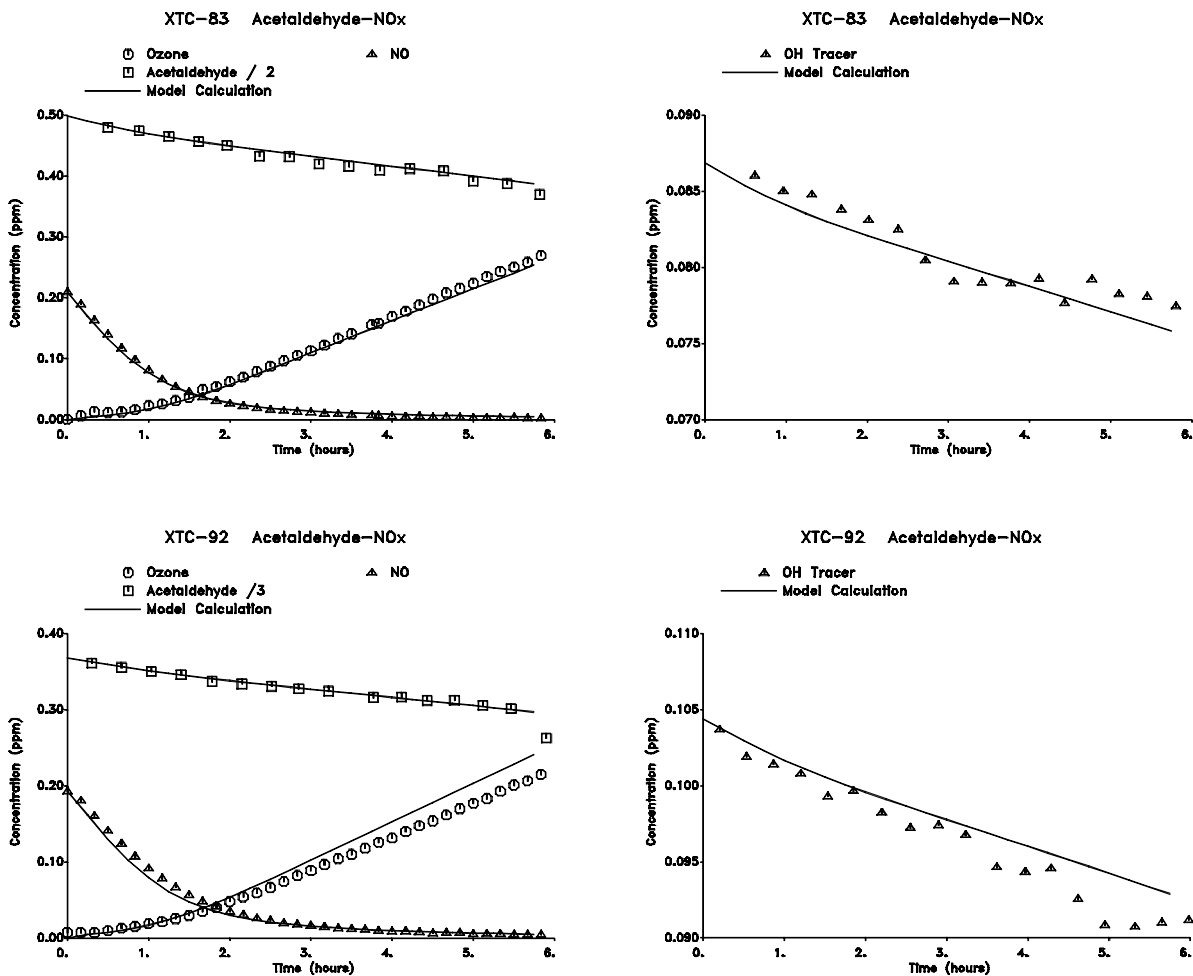 XTC-83 Acetaldehyde-NOx
Ozone NO
Acetaldehyde / 2
Model Calculation
0.50
0.40
0.30
0.20
0.10
0.00
Concentration (ppm)
0. 1. 2. 3. 4. 5. 6.
Time (hours)
XTC-83 Acetaldehyde-NOx
OH Tracer
Model Calculation
0.090
0.085
0.080
0.075
0.070
Concentration (ppm)
0. 1. 2. 3. 4. 5. 6.
Time (hours)
XTC-92 Acetaldehyde-NOx
Ozone NO
Acetaldehyde /3
Model Calculation
0.40
0.30
0.20
0.10
0.00
Concentration (ppm)
0. 1. 2. 3. 4. 5. 6.
Time (hours)
XTC-92 Acetaldehyde-NOx
OH Tracer
Model Calculation
0.110
0.105
0.100
0.095
0.090
Concentration (ppm)
0. 1. 2. 3. 4. 5. 6.
Time (hours)